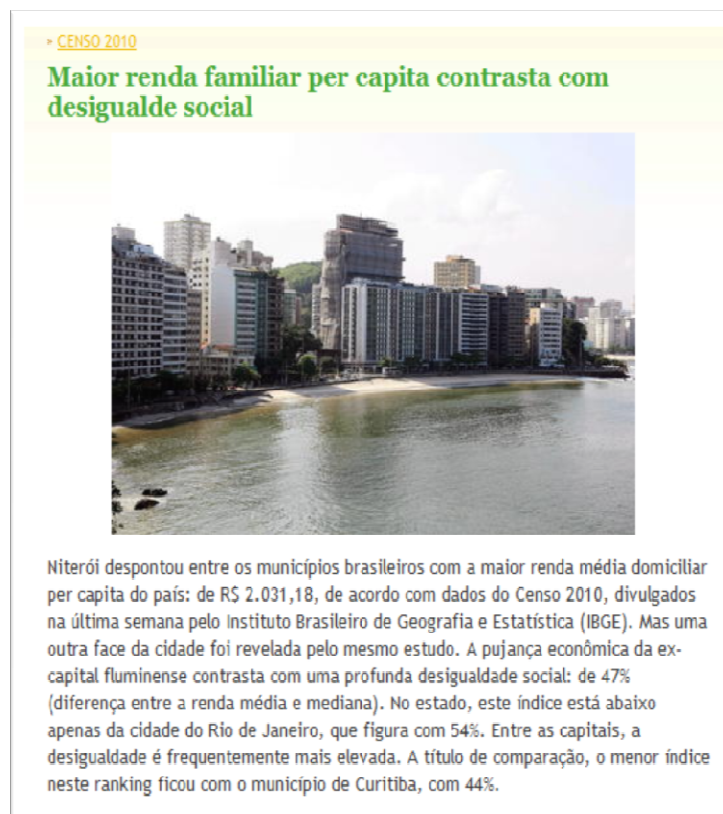 CENSO 2010
Maior renda familiar per capita contrasta com
desigualde social
Niterói despontou entre os municípios brasileiros com a maior renda média domiciliar
per capita do país: de R$ 2.031,18, de acordo com dados do Censo 2010, divulgados
na última semana pelo Instituto Brasileiro de Geografia e Estatística (IBGE). Mas uma
outra face da cidade foi revelada pelo mesmo estudo. A pujança econômica da ex-
capital fluminense contrasta com uma profunda desigualdade social: de 47%
(diferença entre a renda média e mediana). No estado, este índice está abaixo
apenas da cidade do Rio de Janeiro, que figura com 54%. Entre as capitais, a
desigualdade é frequentemente mais elevada. A título de comparação, o menor índice
neste ranking ficou com o município de Curitiba, com 44%.